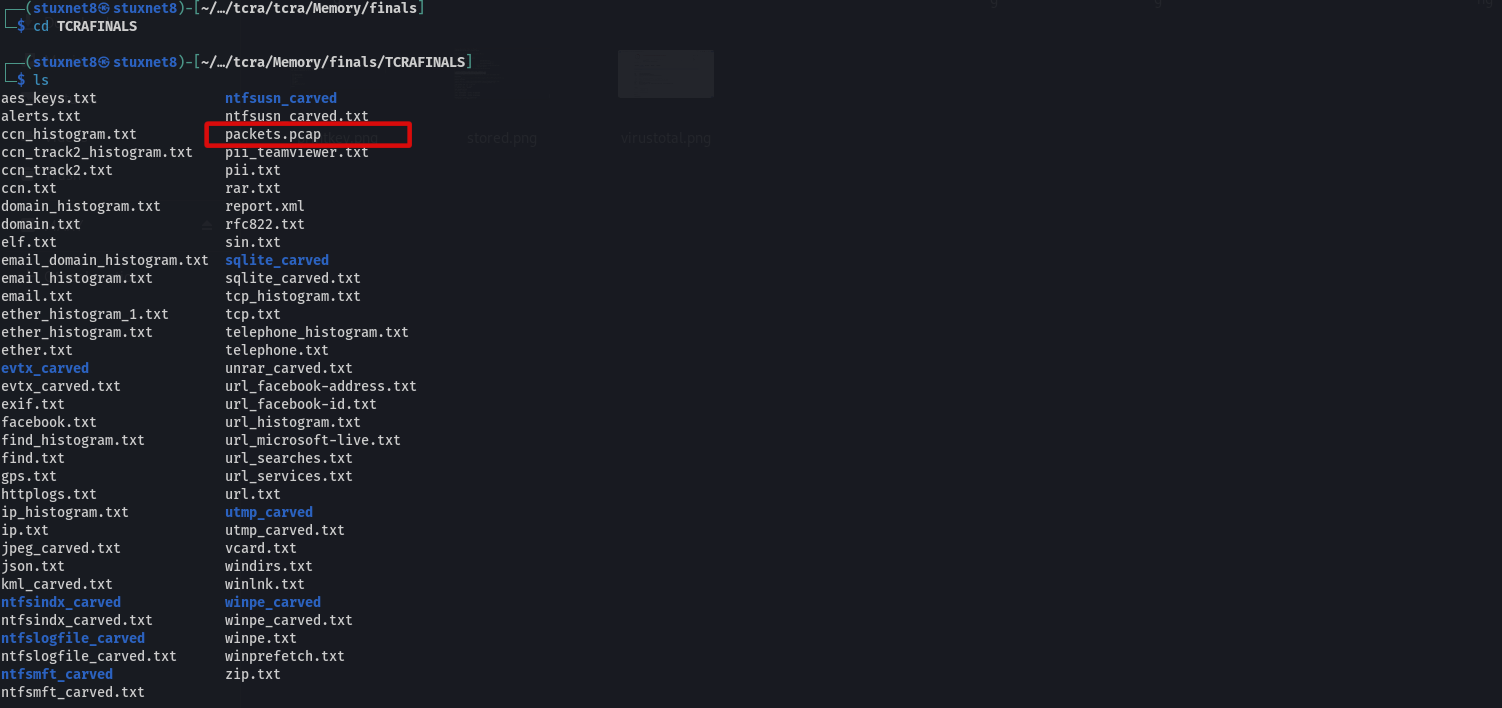 ┌──(stuxnet8㉿stuxnet8)-[~/…/tcra/tcra/Memory/finals]
└─$ cd TCRAFINALS
┌──(stuxnet8㉿stuxnet8)-[~/…/tcra/Memory/finals/TCRAFINALS]
└─$ ls
aes_keys.txt ntfsusn_carved
alerts.txt ntfsusn_carved.txt
ccn_histogram.txt packets.pcap
stored.png virustotal.png
ccn_track2_histogram.txt pii_teamviewer.txt
ccn_track2.txt pii.txt
ccn.txt rar.txt
domain_histogram.txt report.xml
domain.txt rfc822.txt
elf.txt sin.txt
email_domain_histogram.txt sqlite_carved
email_histogram.txt sqlite_carved.txt
email.txt tcp_histogram.txt
ether_histogram_1.txt tcp.txt
ether_histogram.txt telephone_histogram.txt
ether.txt telephone.txt
evtx_carved unrar_carved.txt
evtx_carved.txt url_facebook-address.txt
exif.txt url_facebook-id.txt
facebook.txt url_histogram.txt
find_histogram.txt url_microsoft-live.txt
find.txt url_searches.txt
gps.txt url_services.txt
httplogs.txt url.txt
ip_histogram.txt utmp_carved
ip.txt utmp_carved.txt
jpeg_carved.txt vcard.txt
json.txt windirs.txt
kml_carved.txt winlnk.txt
ntfsindx_carved winpe_carved
ntfsindx_carved.txt winpe_carved.txt
ntfslogfile_carved winpe.txt
ntfslogfile_carved.txt winprefetch.txt
ntfsmft_carved zip.txt
ntfsmft_carved.txt